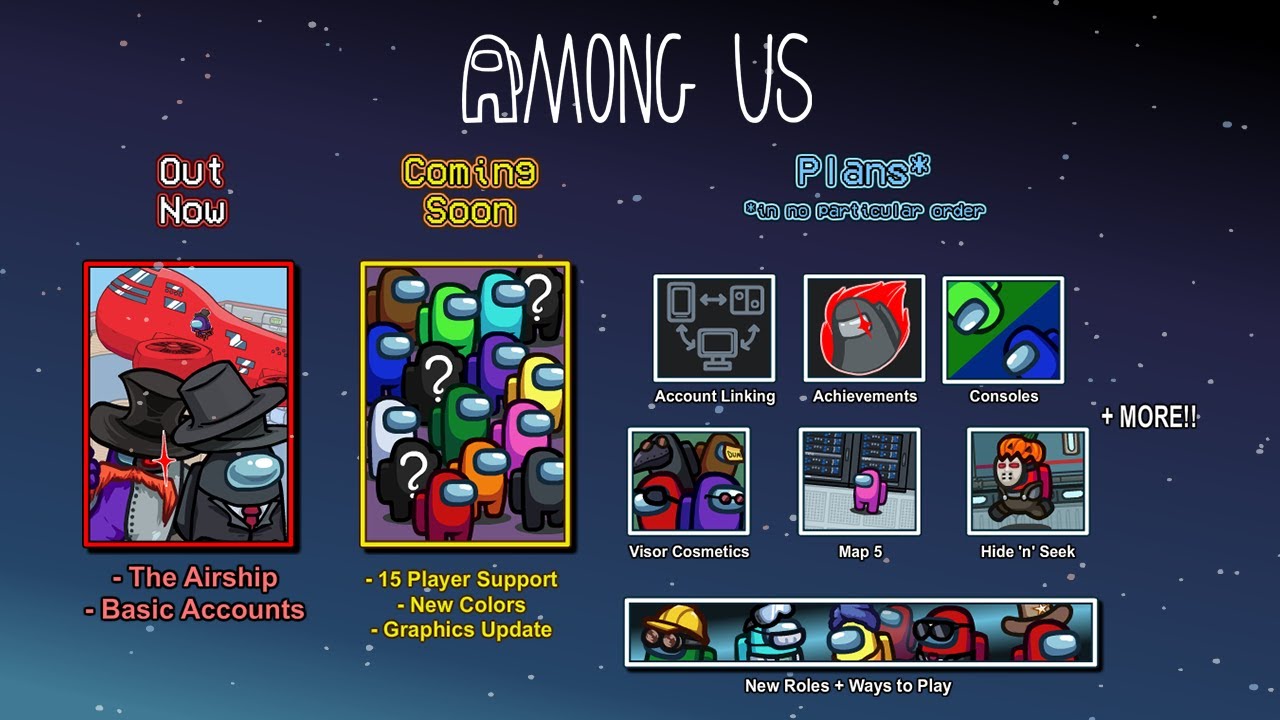 AMONG US
Out
Now
- The Airship
- Basic Accounts
Coming
Soon
?
?
?
- 15 Player Support
- New Colors
- Graphics Update
Plans*
*in no particular order
Account Linking
Achievements
Consoles
+ MORE!!
DUM
Visor Cosmetics
Map 5
Hide 'n' Seek
New Roles + Ways to Play